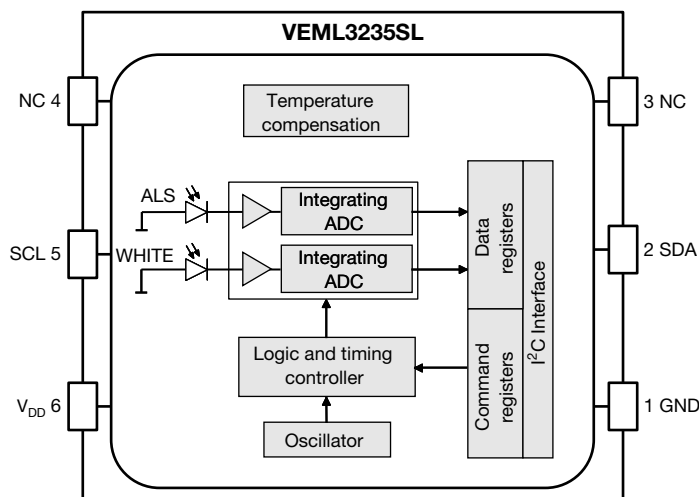 VEML3235SL
NC 4
3 NC
Temperature
compensation
ALS
Integrating
ADC
WHITE
Integrating
ADC
SCL 5
2 SDA
Data
registers
I²C Interface
Command
registers
Logic and timing
controller
Oscillator
V_DD 6
1 GND